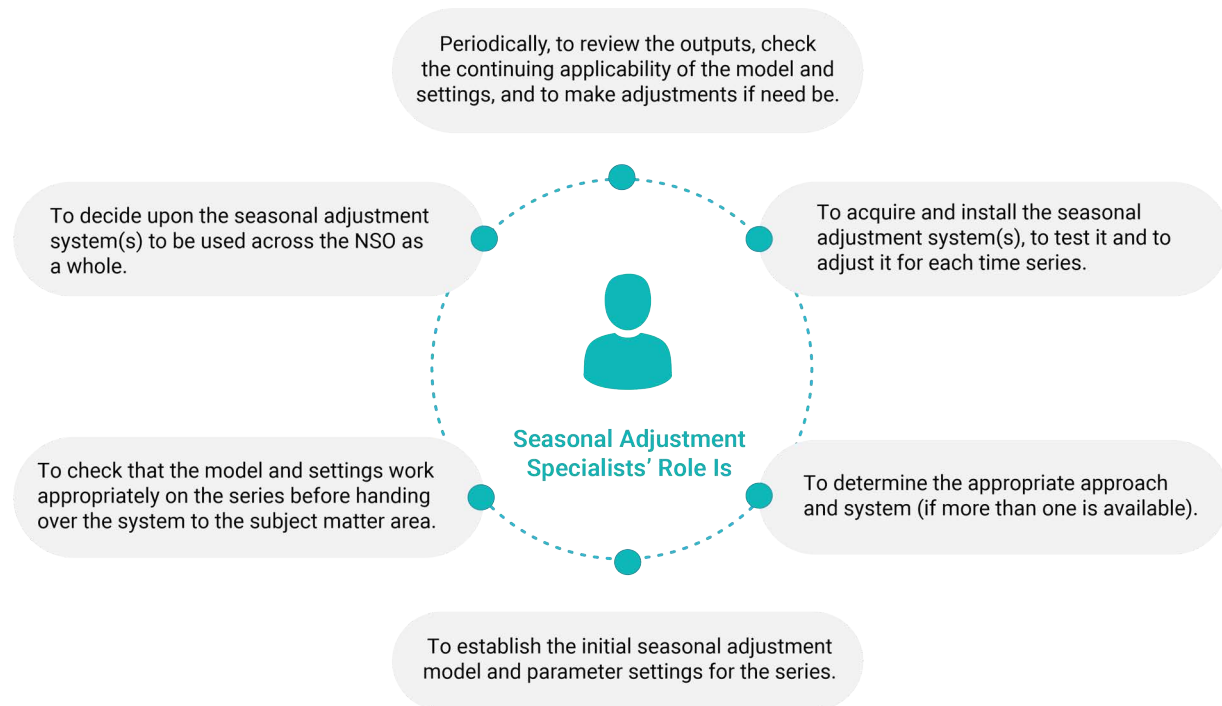 Periodically, to review the outputs, check
the continuing applicability of the model and
settings, and to make adjustments if need be.
To decide upon the seasonal adjustment
system(s) to be used across the NSO as
a whole.
To acquire and install the seasonal
adjustment system(s), to test it and to
adjust it for each time series.
Seasonal Adjustment
Specialists’ Role Is
To check that the model and settings work
appropriately on the series before handing
over the system to the subject matter area.
To determine the appropriate approach
and system (if more than one is available).
To establish the initial seasonal adjustment
model and parameter settings for the series.